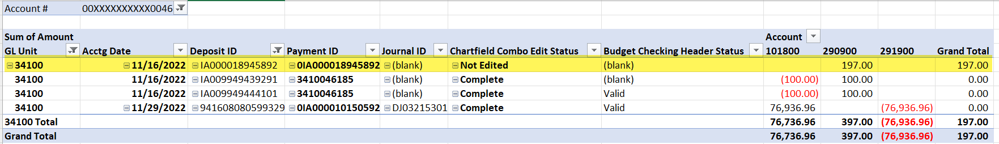 Account # 00XXXXXXXXXX0046
Sum of Amount Account
GL Unit Acctg Date Deposit ID Payment ID Journal ID Chartfield Combo Edit Status Budget Checking Header Status 101800 290900 291900 Grand Total
34100 11/16/2022 IA000018945892 0IA000018945892 (blank) Not Edited (blank) 197.00 197.00
34100 11/16/2022 IA009949439291 3410046185 (blank) Complete (blank) (100.00) 100.00 0.00
34100 11/16/2022 IA009949444101 3410046185 (blank) Complete Valid (100.00) 100.00 0.00
34100 11/29/2022 941608080599329 0IA000010150592 DJ03215301 Complete Valid 76,936.96 (76,936.96) 0.00
34100 Total 76,736.96 397.00 (76,936.96) 197.00
Grand Total 76,736.96 397.00 (76,936.96) 197.00